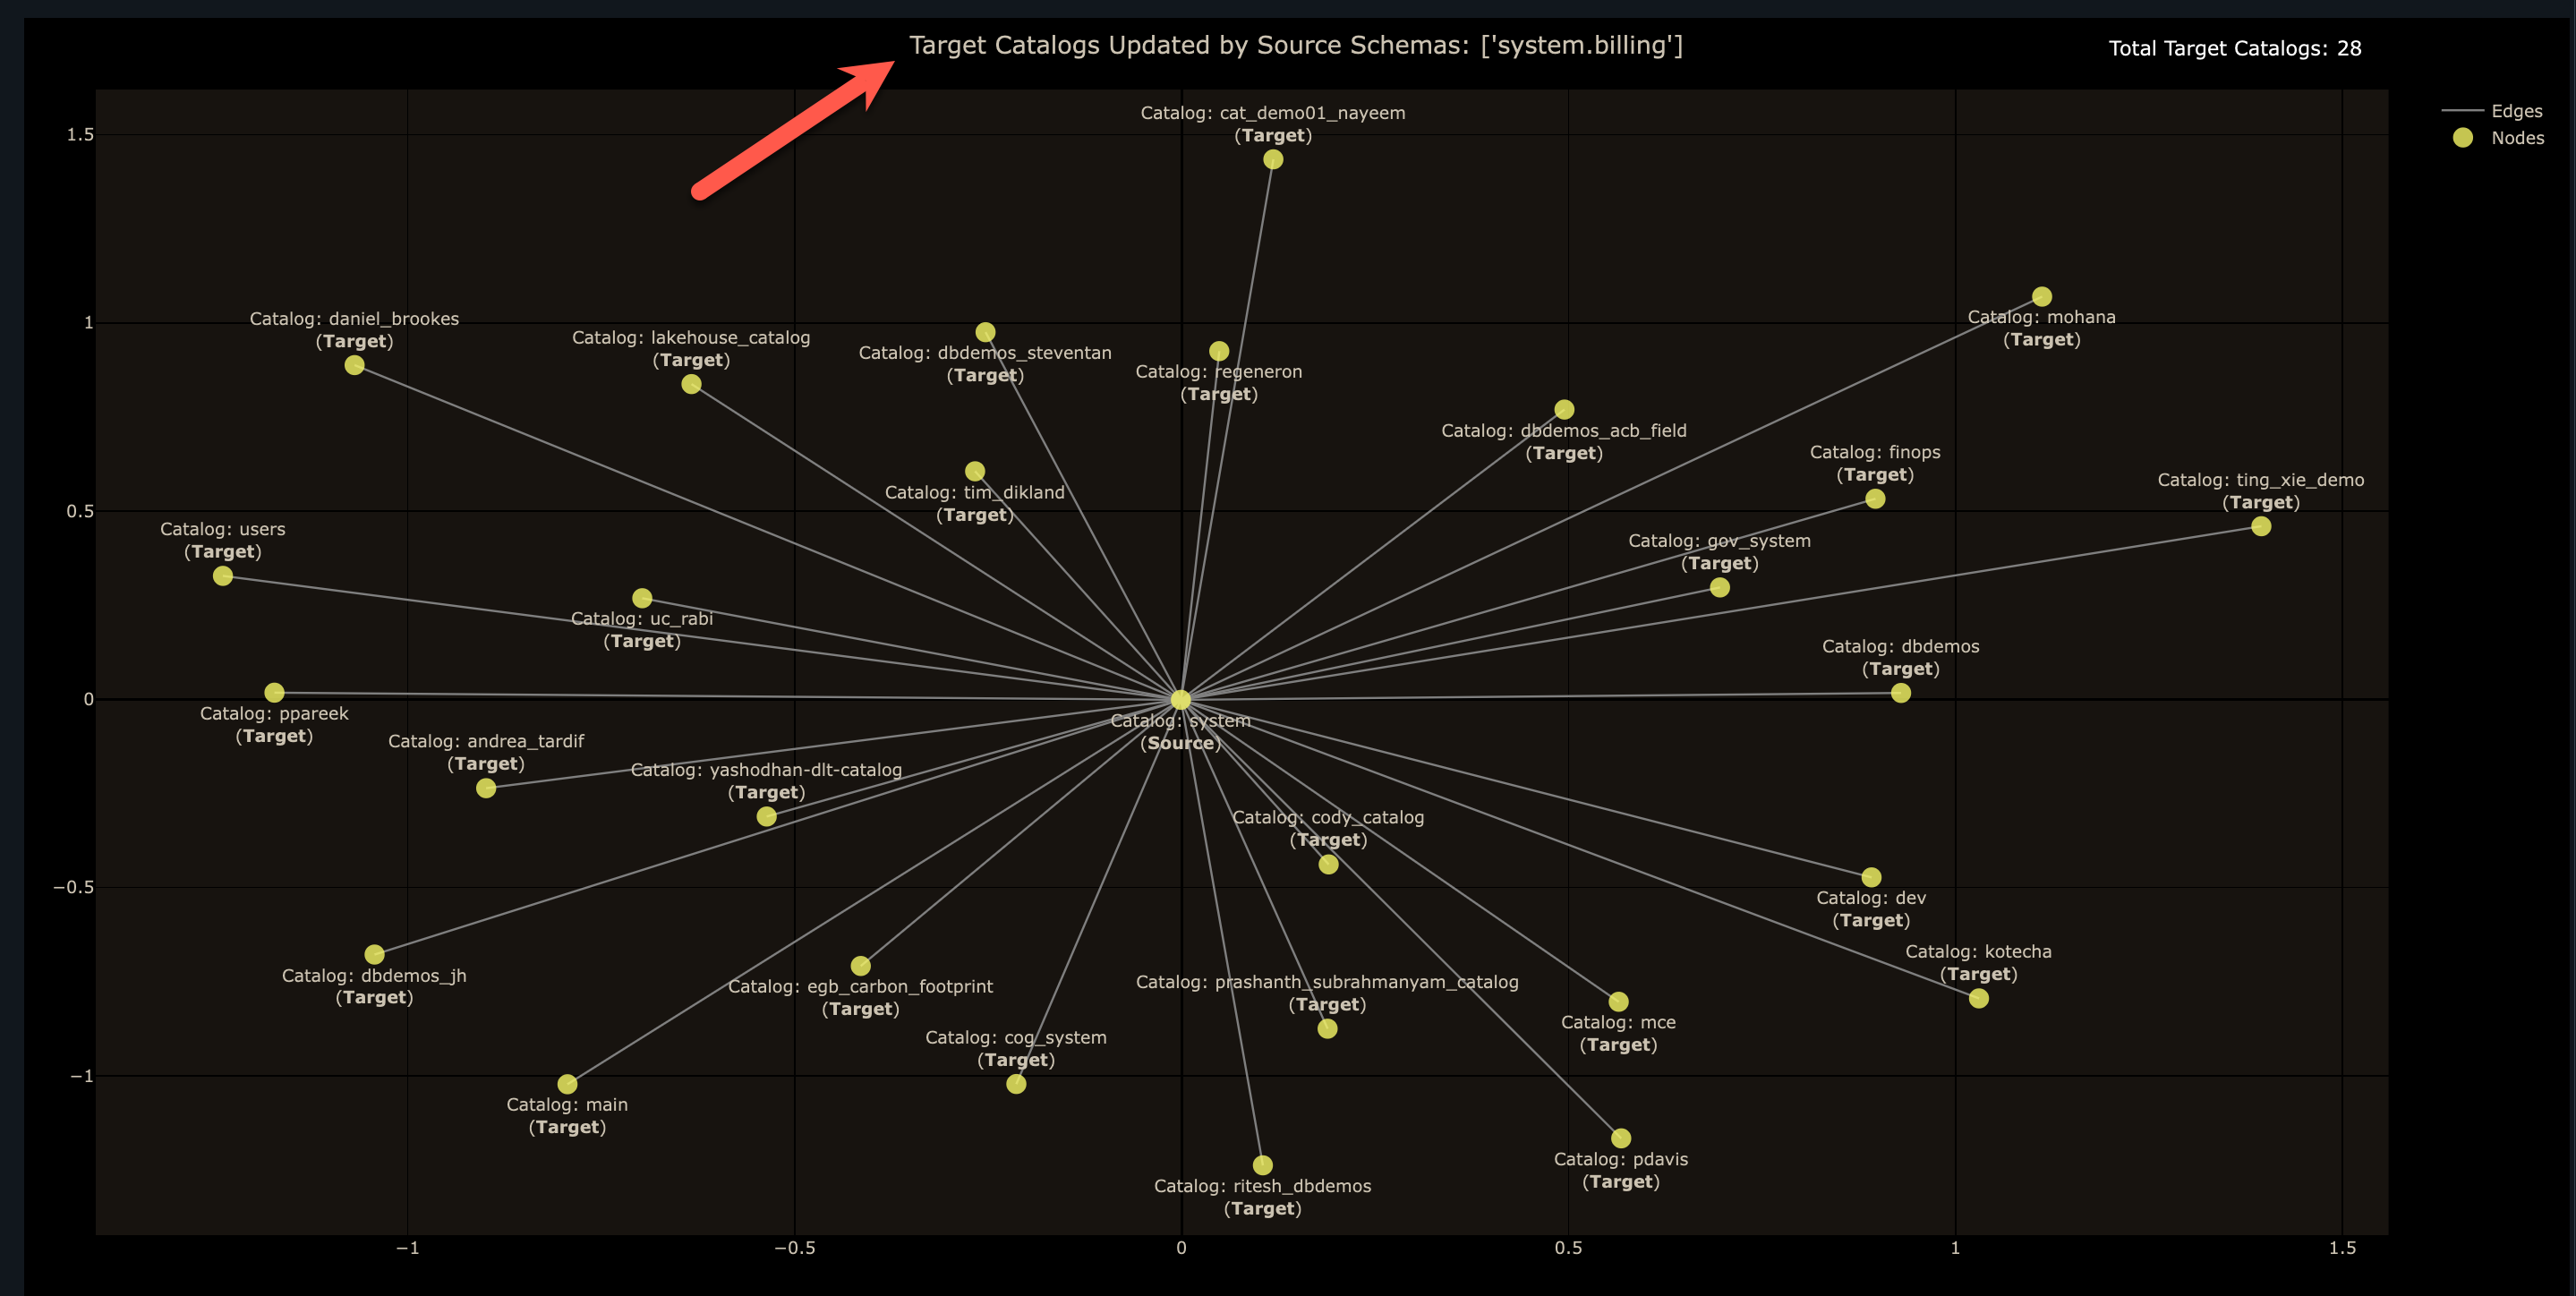 Target Catalogs Updated by Source Schemas: ['system.billing']
Total Target Catalogs: 28
Edges
Nodes
Catalog: cat_demo01_nayeem
(Target)
1.5
Catalog: mohana
(Target)
Catalog: daniel_brookes
(Target)
1
Catalog: lakehouse_catalog
(Target)
Catalog: dbdemos_steventan
(Target)
Catalog: regeneron
(Target)
Catalog: dbdemos_acb_field
(Target)
Catalog: finops
(Target)
Catalog: ting_xie_demo
(Target)
Catalog: tim_dikland
(Target)
0.5
Catalog: users
(Target)
Catalog: gov_system
(Target)
Catalog: uc_rabi
(Target)
Catalog: dbdemos
(Target)
0
Catalog: ppareek
(Target)
Catalog: system
(Source)
Catalog: andrea_tardif
(Target)
Catalog: yashodhan-dlt-catalog
(Target)
Catalog: cody_catalog
(Target)
−0.5
Catalog: dev
(Target)
Catalog: kotecha
(Target)
Catalog: dbdemos_jh
(Target)
Catalog: egb_carbon_footprint
(Target)
Catalog: prashanth_subrahmanyam_catalog
(Target)
Catalog: mce
(Target)
Catalog: cog_system
(Target)
−1
Catalog: main
(Target)
Catalog: pdavis
(Target)
Catalog: ritesh_dbdemos
(Target)
−1
−0.5
0
0.5
1
1.5